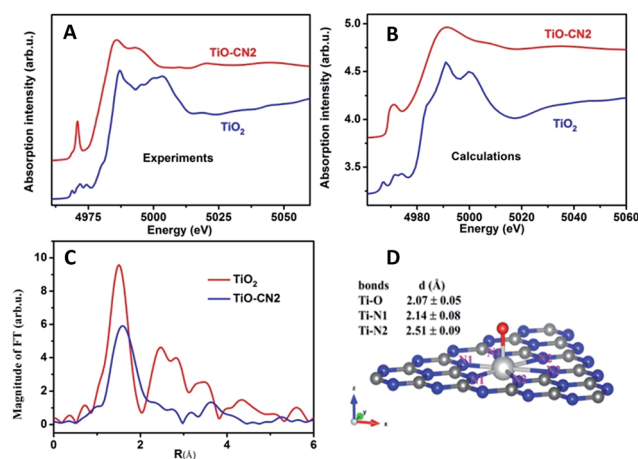 A
TiO-CN2
TiO2
Experiments
Absorption intensity (arb.u.)
4975 5000 5025 5050
Energy (eV)
B
5.0
4.5
4.0
3.5
TiO-CN2
TiO2
Calculations
Absorption intensity (arb.u.)
4980 5000 5020 5040 5060
Energy (eV)
C
10
8
6
4
2
0
TiO2
TiO-CN2
Magnitude of FT (arb.u.)
0 2 4 6
R(Å)
D
bonds d (Å)
Ti-O 2.07 ± 0.05
Ti-N1 2.14 ± 0.08
Ti-N2 2.51 ± 0.09
N1
N1
z
y
x